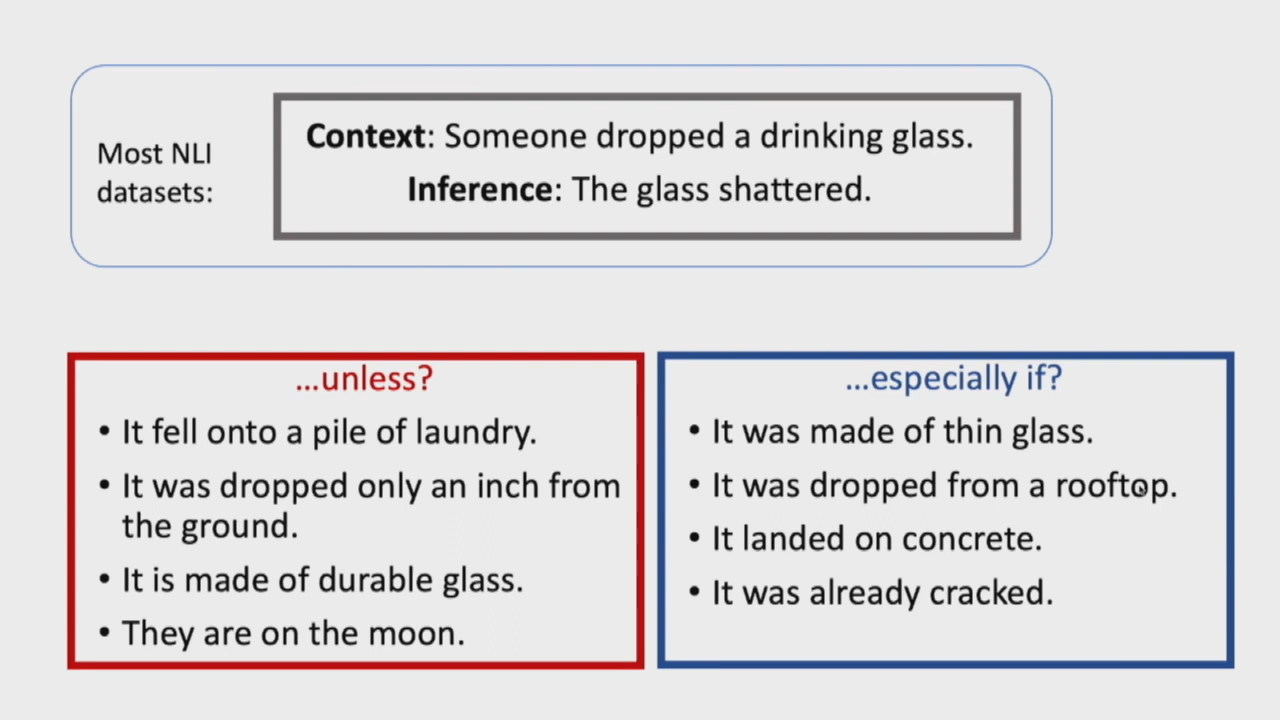 Most NLI
datasets:
Context: Someone dropped a drinking glass.
Inference: The glass shattered.
...unless?
• It fell onto a pile of laundry.
• It was dropped only an inch from
the ground.
• It is made of durable glass.
• They are on the moon.
...especially if?
• It was made of thin glass.
• It was dropped from a rooftop.
• It landed on concrete.
• It was already cracked.